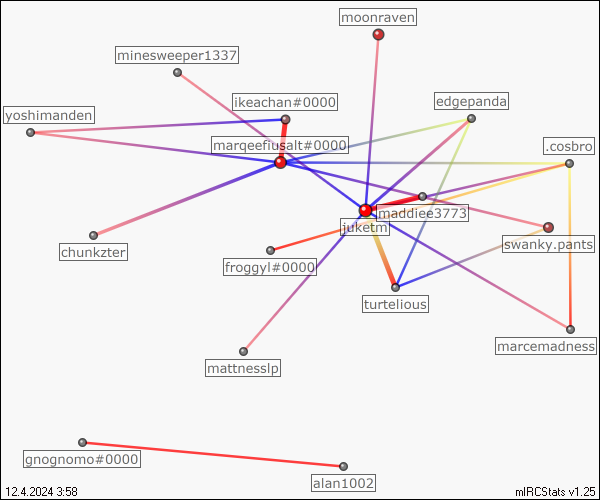 moonraven
minesweeper1337
ikeachan#0000
edgepanda
yoshimanden
marqeefiusalt#0000
.cosbro
maddiee3773
juketm
swanky.pants
chunkzter
froggyl#0000
turtelious
marcemadness
mattnesslp
gnognomo#0000
alan1002
12.4.2024 3:58
mIRCStats v1.25